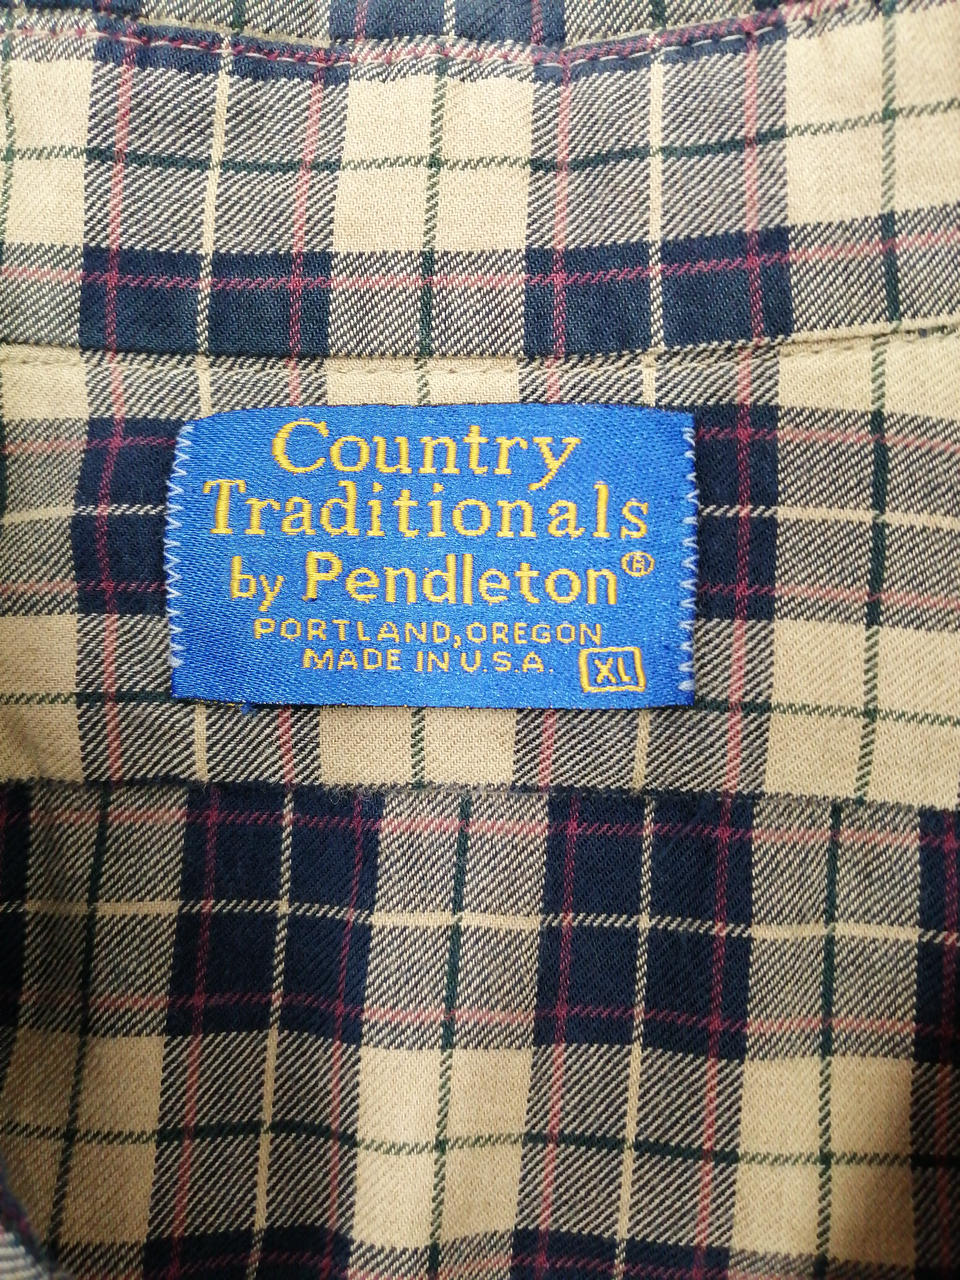 Country
Traditionals
by Pendleton®
PORTLAND, OREGON
MADE IN U.S.A. XL